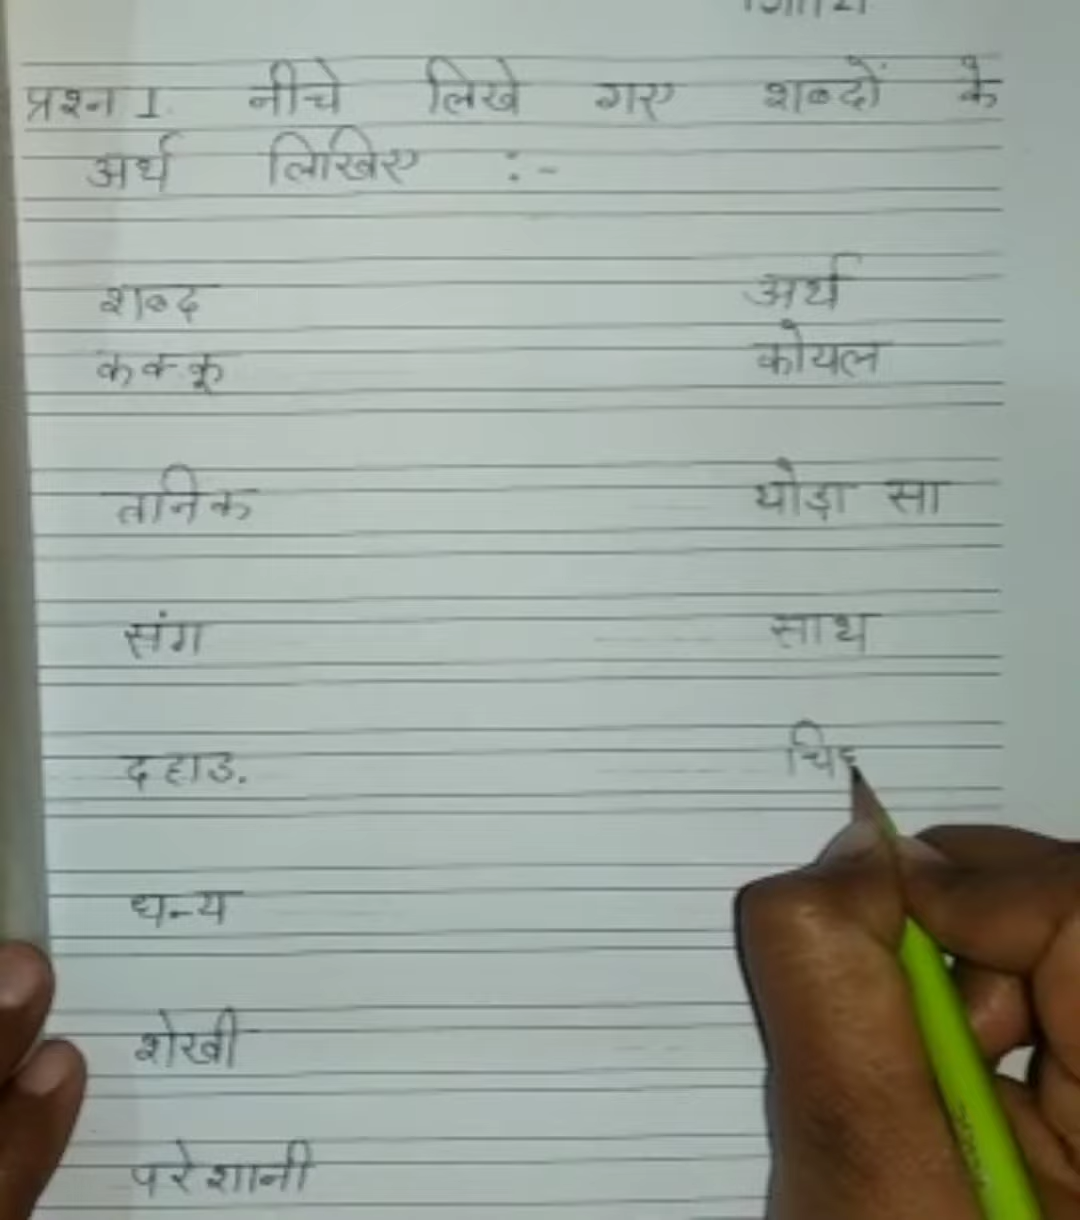 प्रश्न 1. नीचे लिखे गए शब्दों के
अर्थ लिखिए :-
शब्द अर्थ
कक्कू कोयल
तनिक थोड़ा सा
संग साथ
दहाड.
धन्य
शेखी
परेशानी